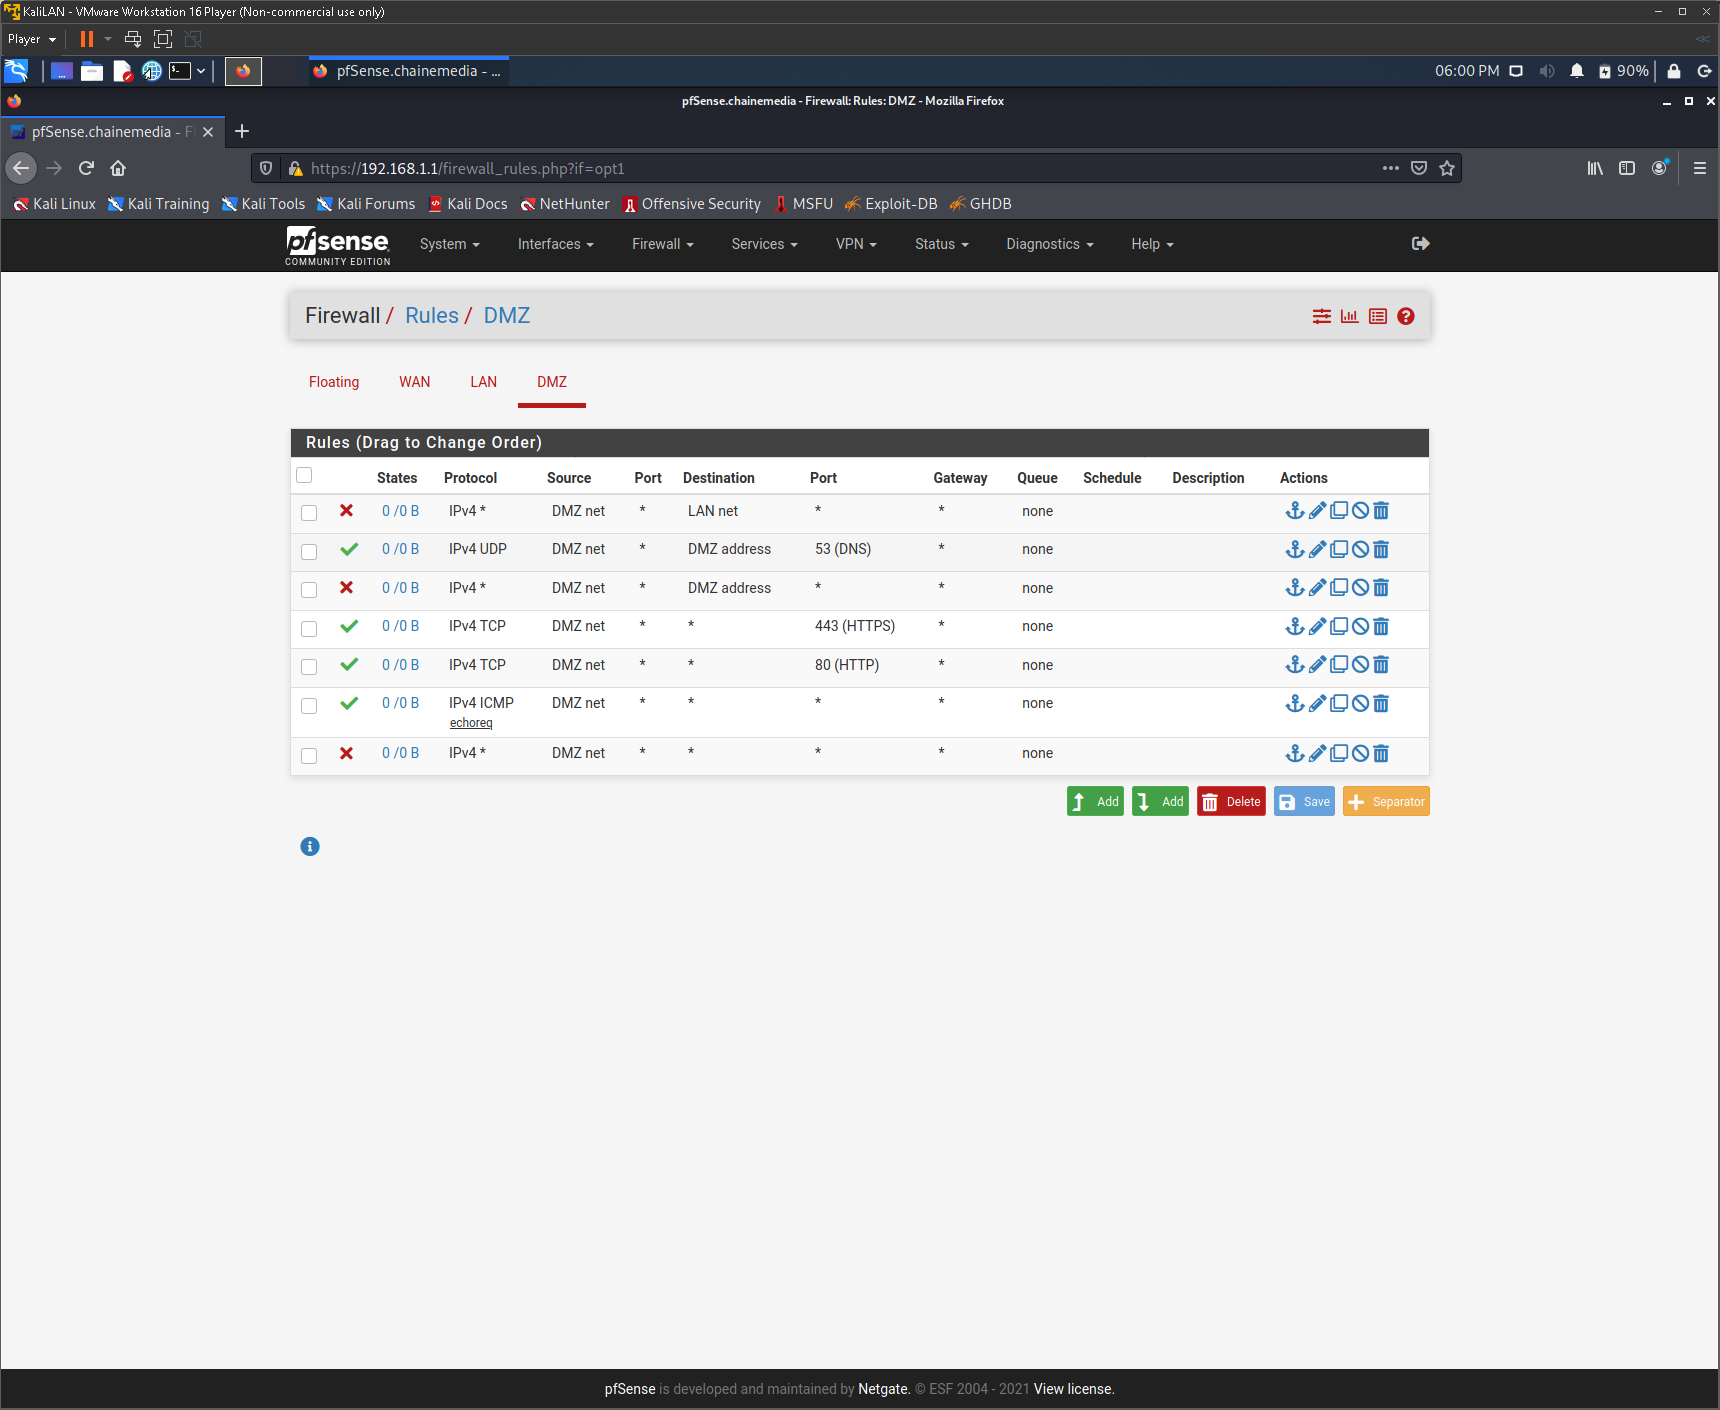 KaliLAN - VMware Workstation 16 Player (Non-commercial use only)
Player
pfSense.chainemedia - ...
06:00 PM 90%
pfSense.chainemedia - Firewall: Rules: DMZ - Mozilla Firefox
pfSense.chainemedia - F
https://192.168.1.1/firewall_rules.php?if=opt1
Kali Linux Kali Training Kali Tools Kali Forums Kali Docs NetHunter Offensive Security MSFU Exploit-DB GHDB
pfsense
COMMUNITY EDITION
System Interfaces Firewall Services VPN Status Diagnostics Help
Firewall / Rules / DMZ
Floating WAN LAN DMZ
Rules (Drag to Change Order)
States Protocol Source Port Destination Port Gateway Queue Schedule Description Actions
0 /0 B IPv4 * DMZ net * LAN net * * none
0 /0 B IPv4 UDP DMZ net * DMZ address 53 (DNS) * none
0 /0 B IPv4 * DMZ net * DMZ address * * none
0 /0 B IPv4 TCP DMZ net * * 443 (HTTPS) * none
0 /0 B IPv4 TCP DMZ net * * 80 (HTTP) * none
0 /0 B IPv4 ICMP DMZ net * * * * none
echoreq
0 /0 B IPv4 * DMZ net * * * * none
Add Add Delete Save Separator
pfSense is developed and maintained by Netgate. © ESF 2004 - 2021 View license.